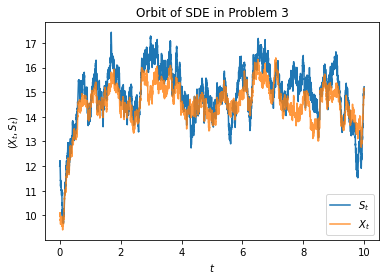 Orbit of SDE in Problem 3
17
16
15
14
13
12
11
10
(X_t, S_t)
0 2 4 6 8 10
t
S_t
X_t